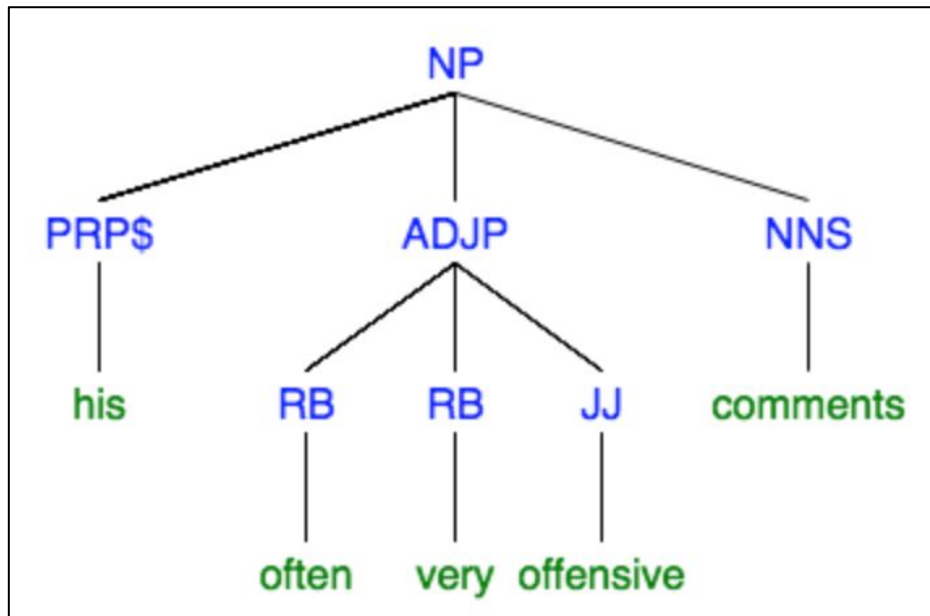 NP
PRP$ ADJP NNS
his RB RB JJ comments
often very offensive